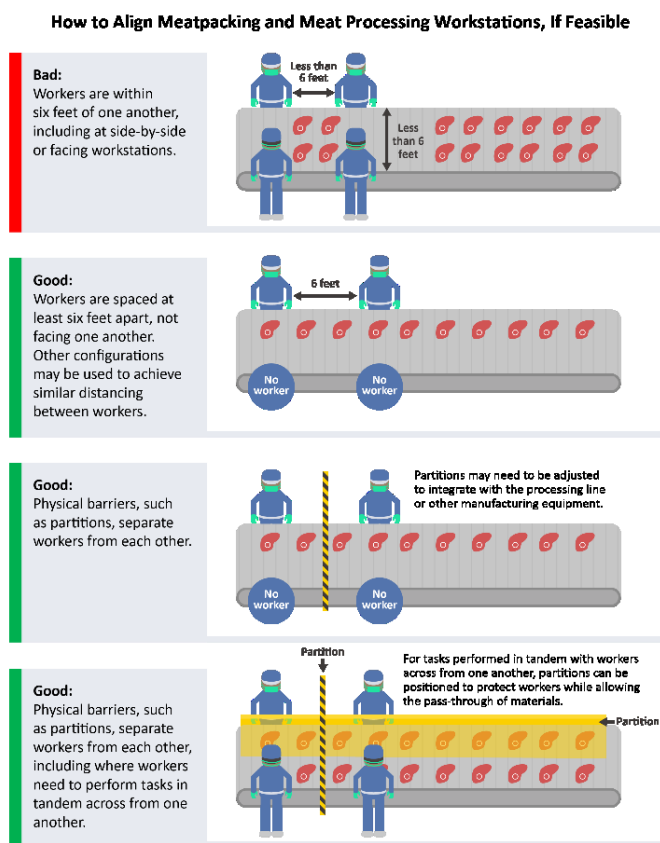 How to Align Meatpacking and Meat Processing Workstations, If Feasible
Bad:
Workers are within
six feet of one another,
including at side-by-side
or facing workstations.
Less than
6 feet
Less
than 6
feet
Good:
Workers are spaced at
least six feet apart, not
facing one another.
Other configurations
may be used to achieve
similar distancing
between workers.
6 feet
No
worker
No
worker
Good:
Physical barriers, such
as partitions, separate
workers from each other.
Partitions may need to be adjusted
to integrate with the processing line
or other manufacturing equipment.
No
worker
No
worker
Good:
Physical barriers, such
as partitions, separate
workers from each other,
including where workers
need to perform tasks in
tandem across from one
another.
Partition
For tasks performed in tandem with workers
across from one another, partitions can be
positioned to protect workers while allowing
the pass-through of materials.
Partition